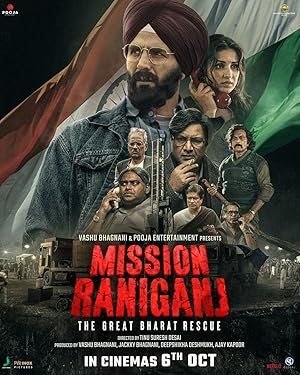 POOJA
ENTERTAINMENT
VASHU BHAGNANI & POOJA ENTERTAINMENT PRESENTS
MISSION
RANIGANJ
THE GREAT BHARAT RESCUE
DIRECTED BY TINU SURESH DESAI
PRODUCED BY VASHU BHAGNANI, JACKKY BHAGNANI, DEEPSHIKHA DESHMUKH, AJAY KAPOOR
IN CINEMAS 6TH OCT